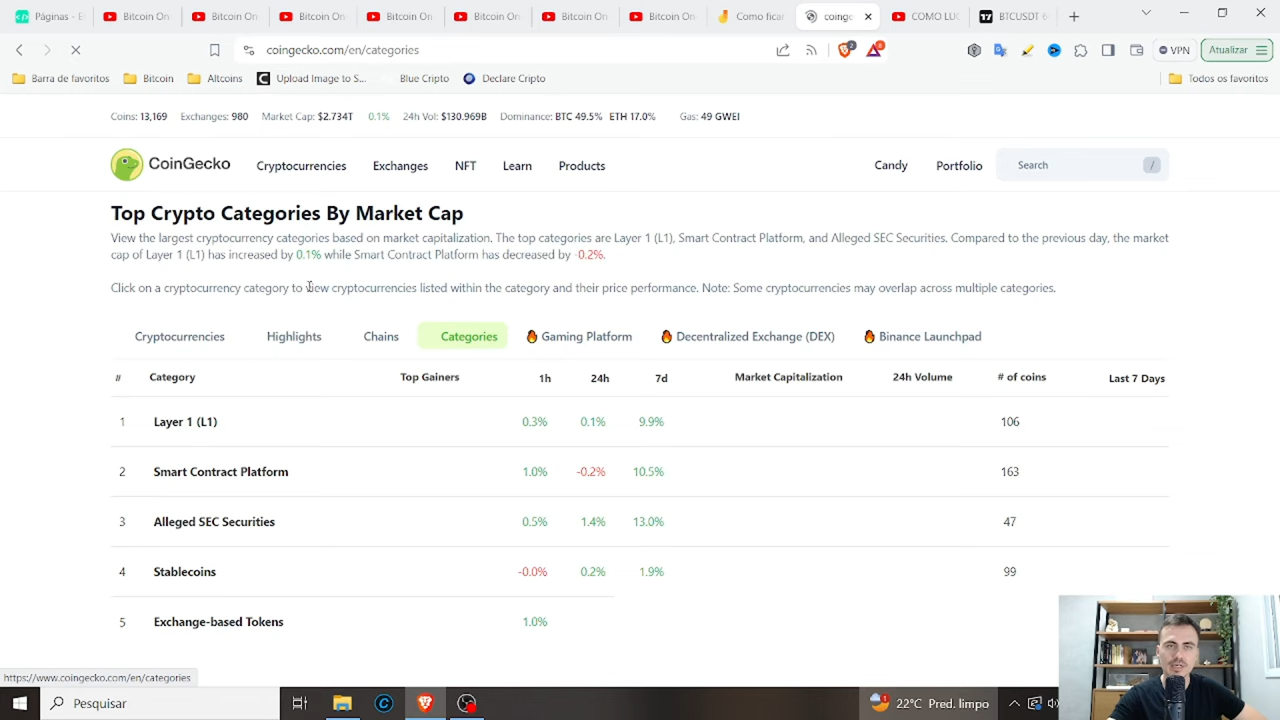 Páginas - E
Bitcoin On
Bitcoin On
Bitcoin On
Bitcoin On
Bitcoin On
Bitcoin On
Bitcoin On
Como ficar
coinge
COMO LUC
BTCUSDT 6
coingecko.com/en/categories
2
VPN
Atualizar
Barra de favoritos
Bitcoin
Altcoins
Upload Image to S...
Blue Cripto
Declare Cripto
Todos os favoritos
Coins: 13,169 Exchanges: 980 Market Cap: $2.734T 0.1% 24h Vol: $130.969B Dominance: BTC 49.5% ETH 17.0% Gas: 49 GWEI
CoinGecko Cryptocurrencies Exchanges NFT Learn Products Candy Portfolio Search /
Top Crypto Categories By Market Cap
View the largest cryptocurrency categories based on market capitalization. The top categories are Layer 1 (L1), Smart Contract Platform, and Alleged SEC Securities. Compared to the previous day, the market
cap of Layer 1 (L1) has increased by 0.1% while Smart Contract Platform has decreased by -0.2%.
Click on a cryptocurrency category to view cryptocurrencies listed within the category and their price performance. Note: Some cryptocurrencies may overlap across multiple categories.
Cryptocurrencies Highlights Chains Categories Gaming Platform Decentralized Exchange (DEX) Binance Launchpad
# Category Top Gainers 1h 24h 7d Market Capitalization 24h Volume # of coins Last 7 Days
1 Layer 1 (L1) 0.3% 0.1% 9.9% 106
2 Smart Contract Platform 1.0% -0.2% 10.5% 163
3 Alleged SEC Securities 0.5% 1.4% 13.0% 47
4 Stablecoins -0.0% 0.2% 1.9% 99
5 Exchange-based Tokens 1.0%
https://www.coingecko.com/en/categories
Pesquisar
22°C Pred. limpo